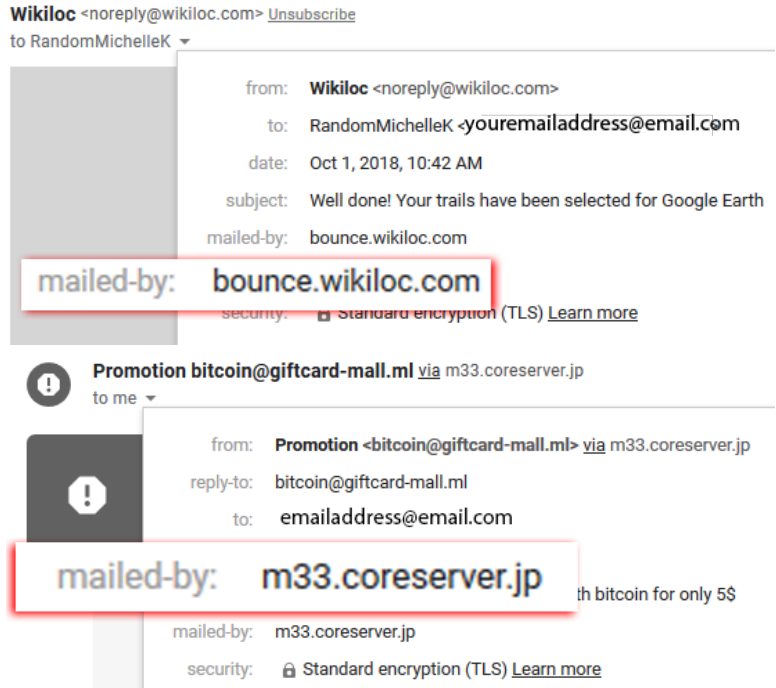 Wikiloc <noreply@wikiloc.com> Unsubscribe
to RandomMichelleK
from: Wikiloc <noreply@wikiloc.com>
to: RandomMichelleK <youremailaddress@email.com
date: Oct 1, 2018, 10:42 AM
subject: Well done! Your trails have been selected for Google Earth
mailed-by: bounce.wikiloc.com
mailed-by: bounce.wikiloc.com
security: Standard encryption (TLS) Learn more
Promotion bitcoin@giftcard-mall.ml via m33.coreserver.jp
to me
from: Promotion <bitcoin@giftcard-mall.ml> via m33.coreserver.jp
reply-to: bitcoin@giftcard-mall.ml
to: emailaddress@email.com
mailed-by: m33.coreserver.jp
th bitcoin for only 5$
mailed-by: m33.coreserver.jp
security: Standard encryption (TLS) Learn more